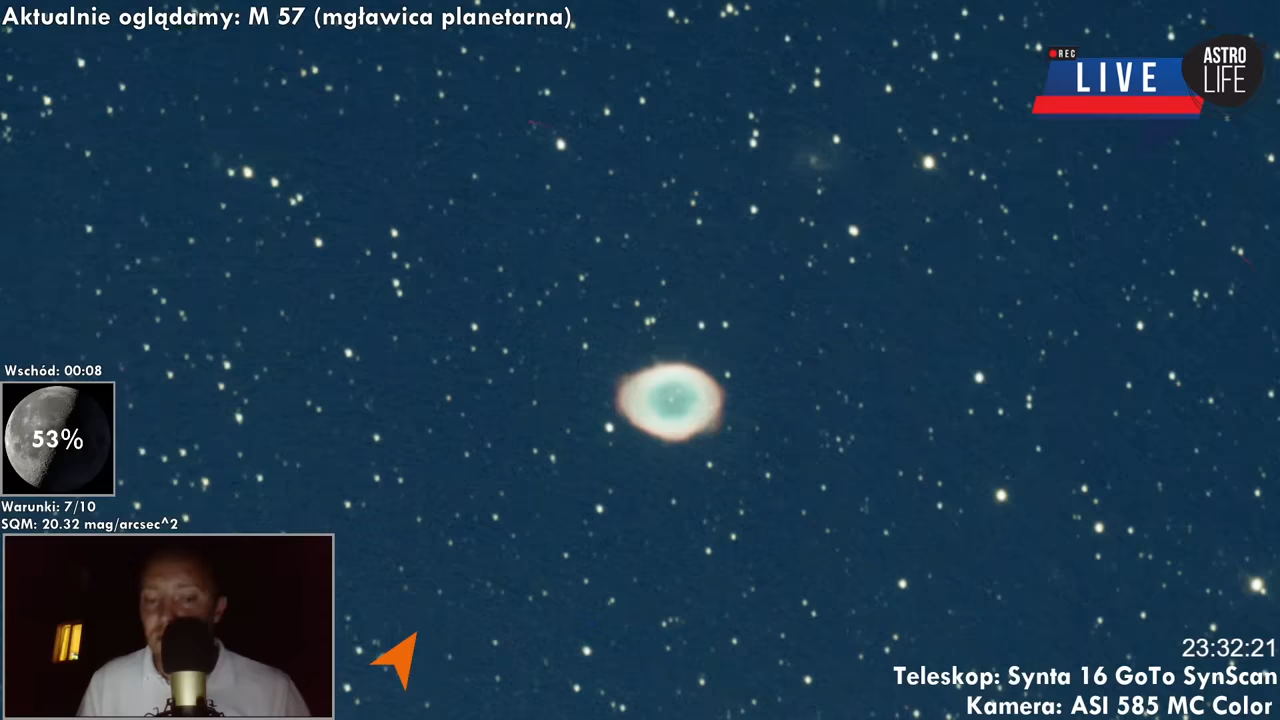 Aktualnie oglądamy: M 57 (mgławica planetarna)
REC
LIVE
ASTRO
LIFE
Wschód: 00:08
53%
Warunki: 7/10
SQM: 20.32 mag/arcsec^2
23:32:21
Teleskop: Synta 16 GoTo SynScan
Kamera: ASI 585 MC Color